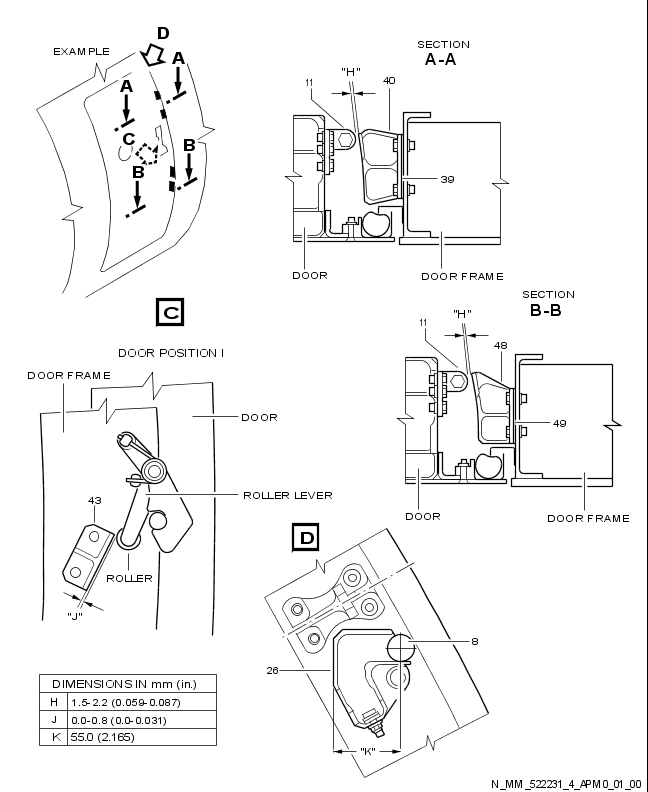 EXAMPLE
D
A
A
C
B
B
SECTION
A-A
"H"
11
40
39
DOOR
DOOR FRAME
SECTION
B-B
"H"
11
48
49
DOOR
DOOR FRAME
C
DOOR POSITION I
DOOR FRAME
DOOR
ROLLER LEVER
43
ROLLER
"J"
D
8
26
"K"
DIMENSIONS IN mm (in.)
H 1.5-2.2 (0.059-0.087)
J 0.0-0.8 (0.0-0.031)
K 55.0 (2.165)
N_MM_522231_4_APM0_01_00